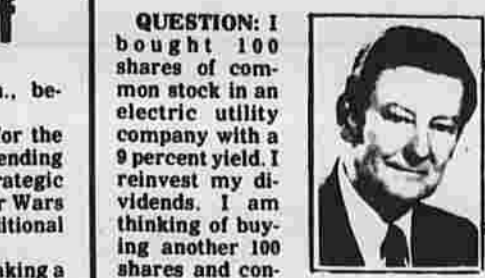 n., be-
for the
ending
rategic
r Wars
ditional
aking a
QUESTION: I
bought 100
shares of com-
mon stock in an
electric utility
company with a
9 percent yield. I
reinvest my di-
vidends. I am
thinking of buy-
ing another 100
shares and con-